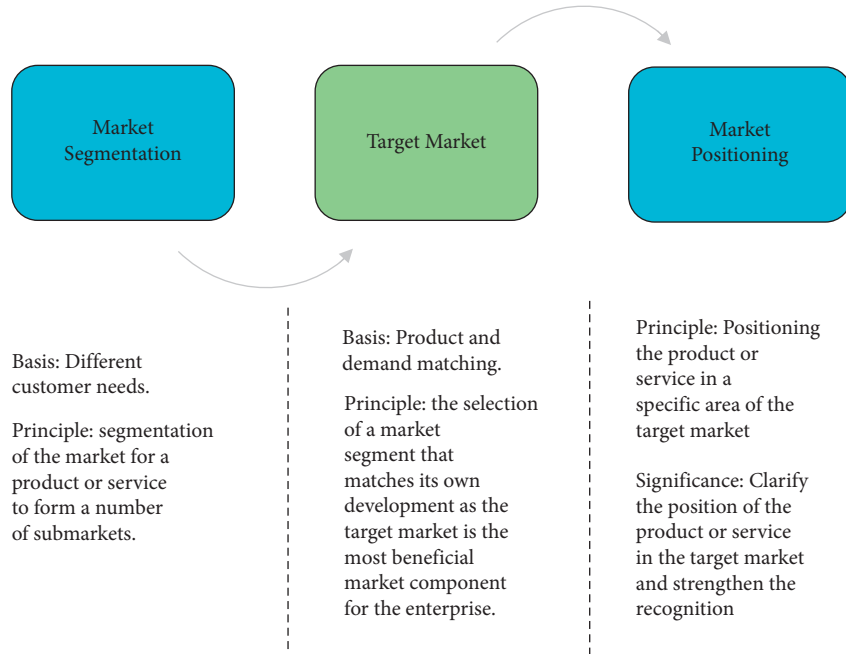 Market
Segmentation
Target Market
Market
Positioning
Basis: Different
customer needs.
Principle: segmentation
of the market for a
product or service
to form a number
of submarkets.
Basis: Product and
demand matching.
Principle: the selection
of a market
segment that
matches its own
development as the
target market is the
most beneficial
market component
for the enterprise.
Principle: Positioning
the product or
service in a
specific area of the
target market
Significance: Clarify
the position of the
product or service
in the target market
and strengthen the
recognition